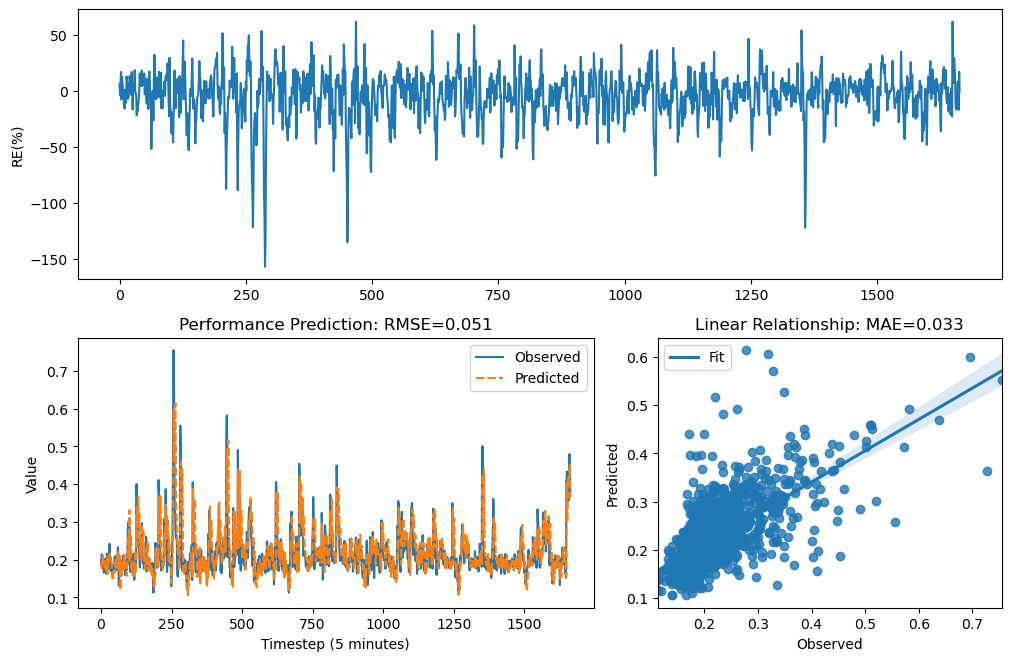 50
0
−50
−100
−150
RE(%)
0 250 500 750 1000 1250 1500
Performance Prediction: RMSE=0.051
Observed
Predicted
0.7
0.6
0.5
0.4
0.3
0.2
0.1
Value
0 250 500 750 1000 1250 1500
Timestep (5 minutes)
Linear Relationship: MAE=0.033
Fit
0.6
0.5
0.4
0.3
0.2
0.1
Predicted
0.2 0.3 0.4 0.5 0.6 0.7
Observed